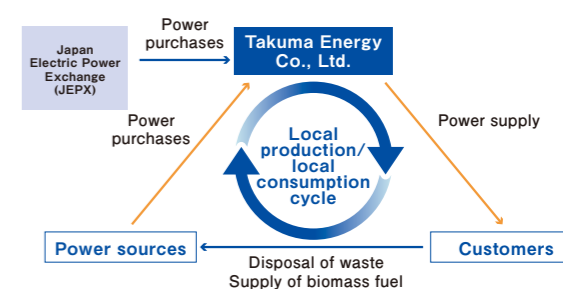 Power
purchases
Japan
Electric Power
Exchange
(JEPX)
Takuma Energy
Co., Ltd.
Power
purchases
Power supply
Local
production/
local
consumption
cycle
Power sources
Customers
Disposal of waste
Supply of biomass fuel